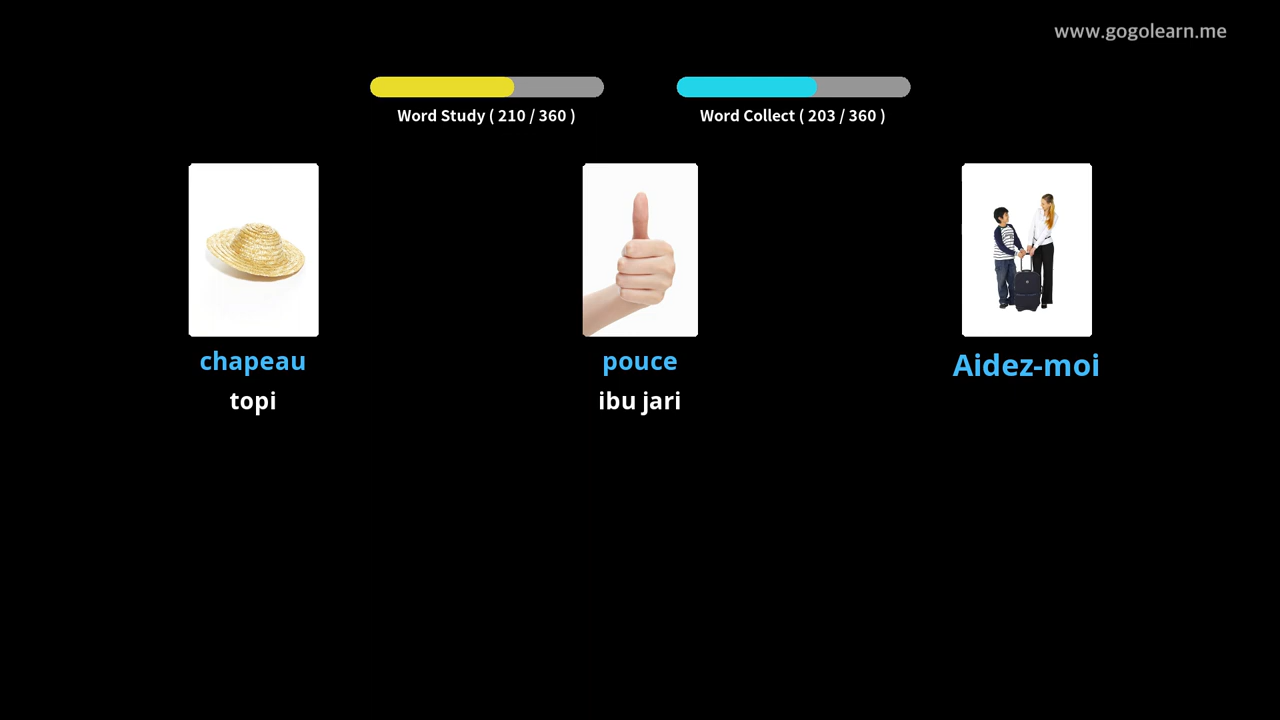 www.gogolearn.me
Word Study ( 210 / 360 )
Word Collect ( 203 / 360 )
chapeau
topi
pouce
ibu jari
Aidez-moi